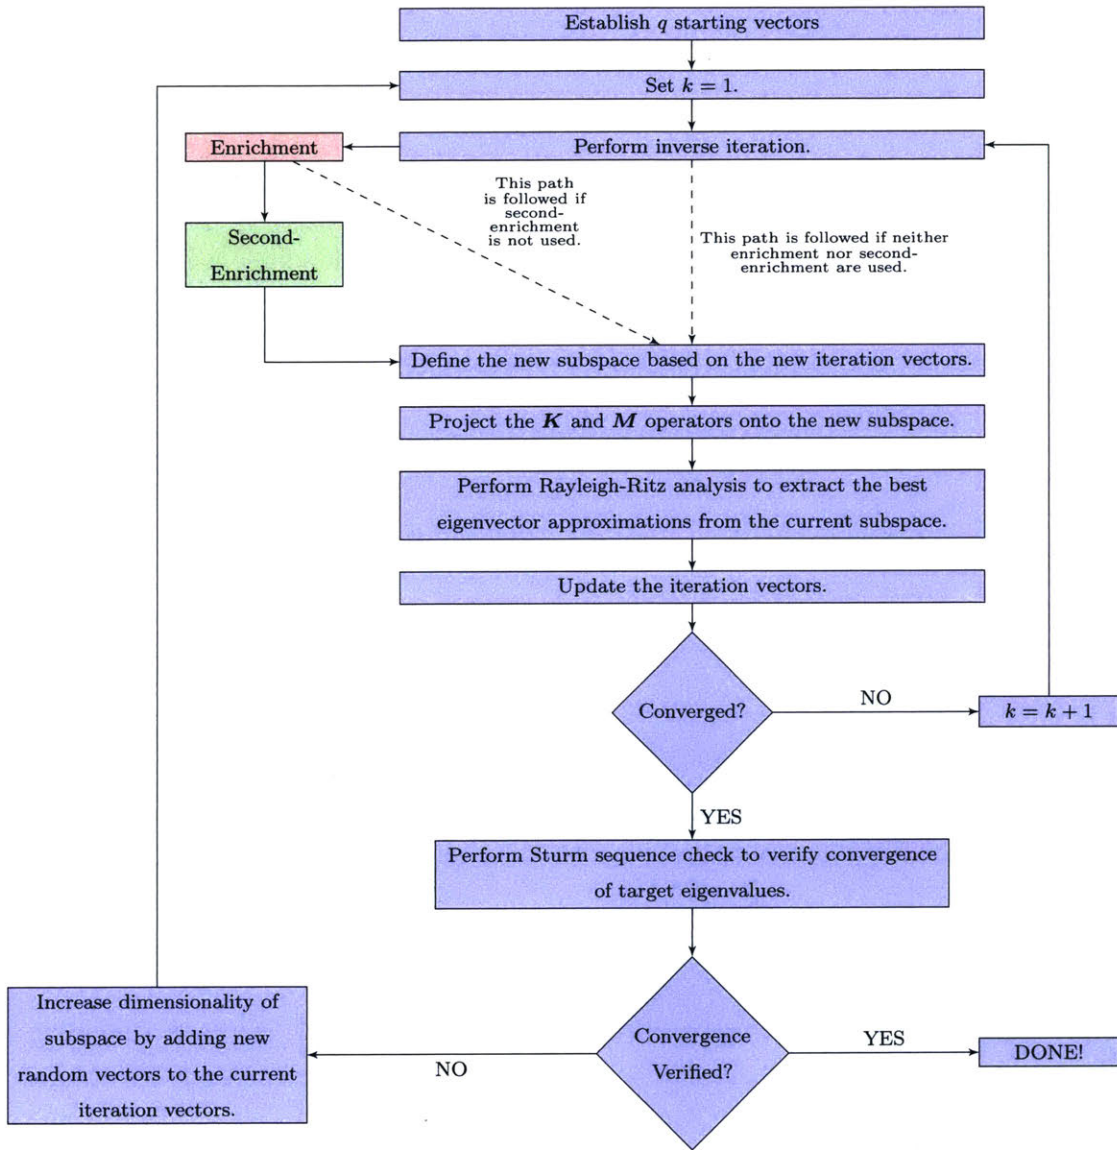 Establish q starting vectors
Set k = 1.
Enrichment
Perform inverse iteration.
This path
is followed if
second-
enrichment
is not used.
Second-
Enrichment
This path is followed if neither
enrichment nor second-
enrichment are used.
Define the new subspace based on the new iteration vectors.
Project the K and M operators onto the new subspace.
Perform Rayleigh-Ritz analysis to extract the best
eigenvector approximations from the current subspace.
Update the iteration vectors.
Converged?
NO
k = k + 1
YES
Perform Sturm sequence check to verify convergence
of target eigenvalues.
Increase dimensionality of
subspace by adding new
random vectors to the current
iteration vectors.
NO
Convergence
Verified?
YES
DONE!